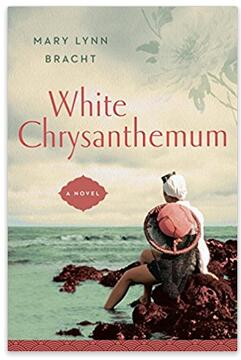 MARY LYNN
BRACHT
White
Chrysanthemum
A NOVEL